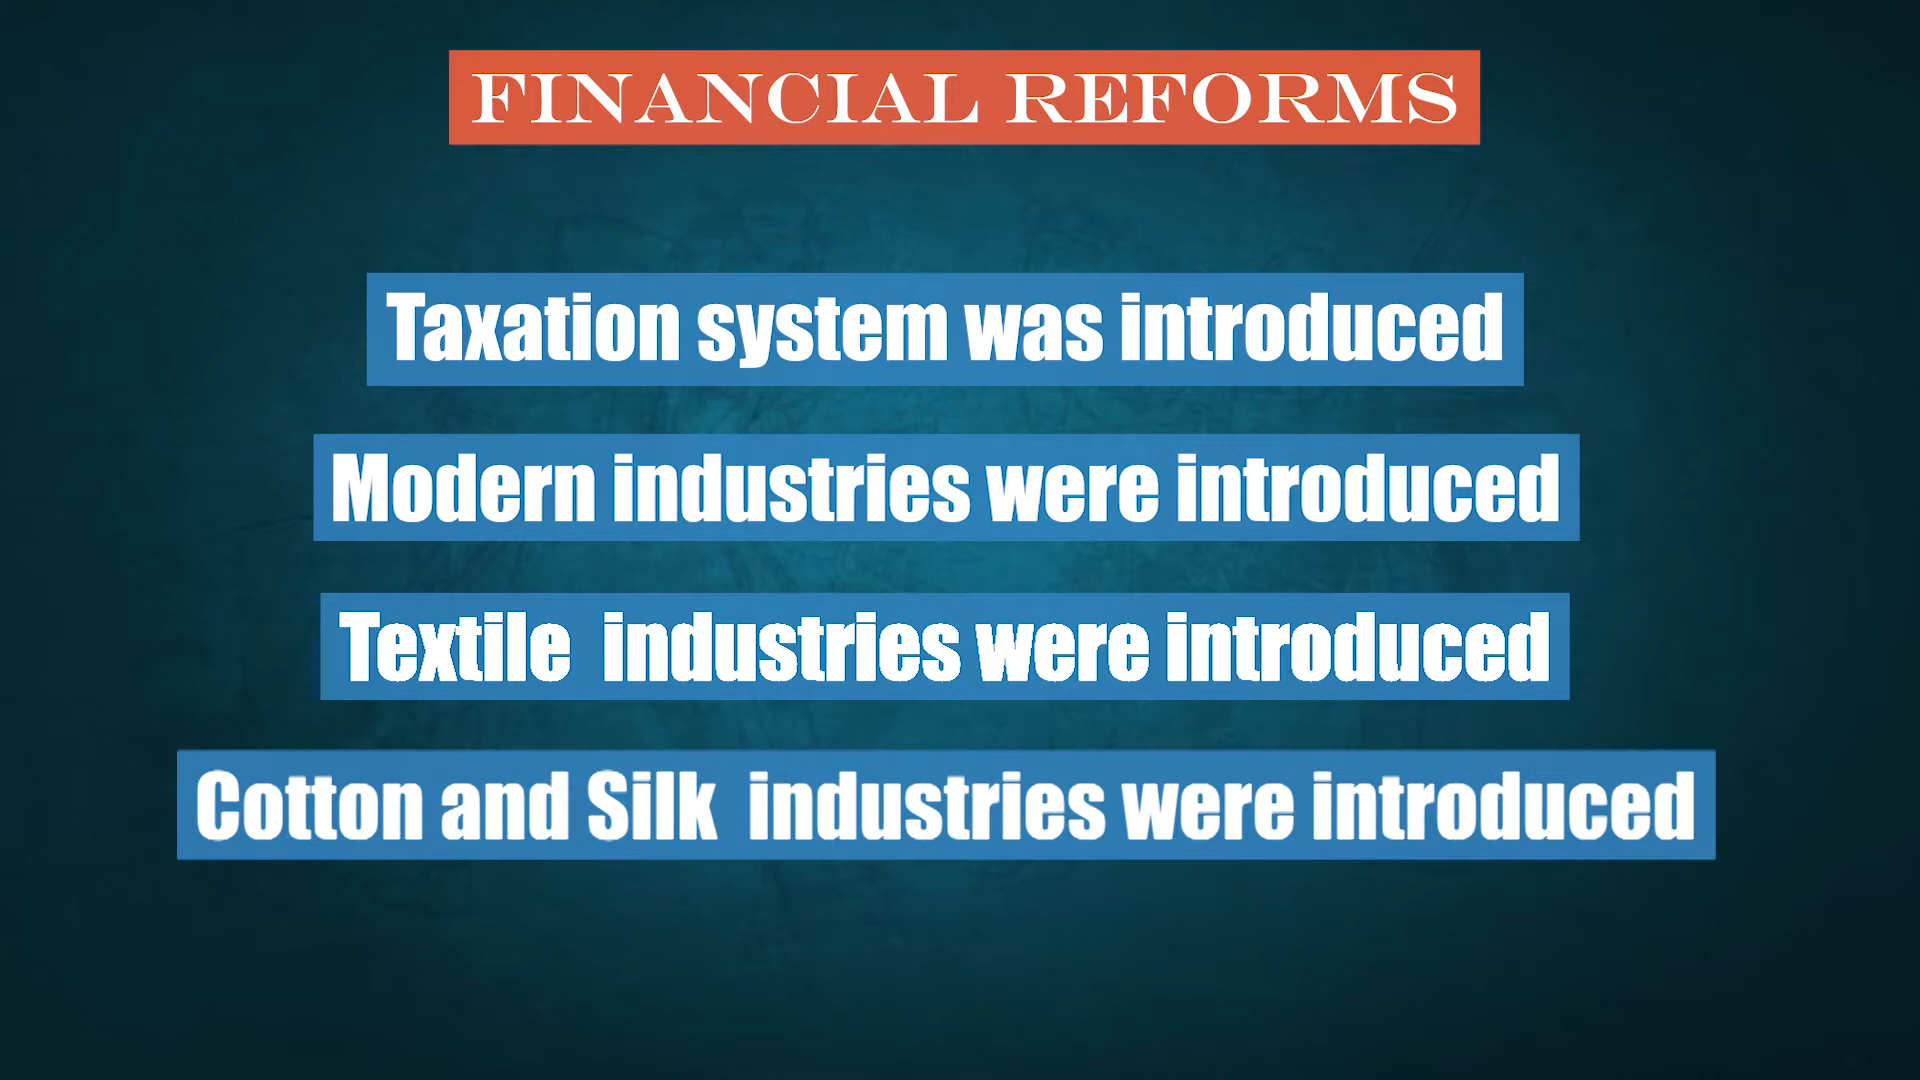 FINANCIAL REFORMS
Taxation system was introduced
Modern industries were introduced
Textile industries were introduced
Cotton and Silk industries were introduced